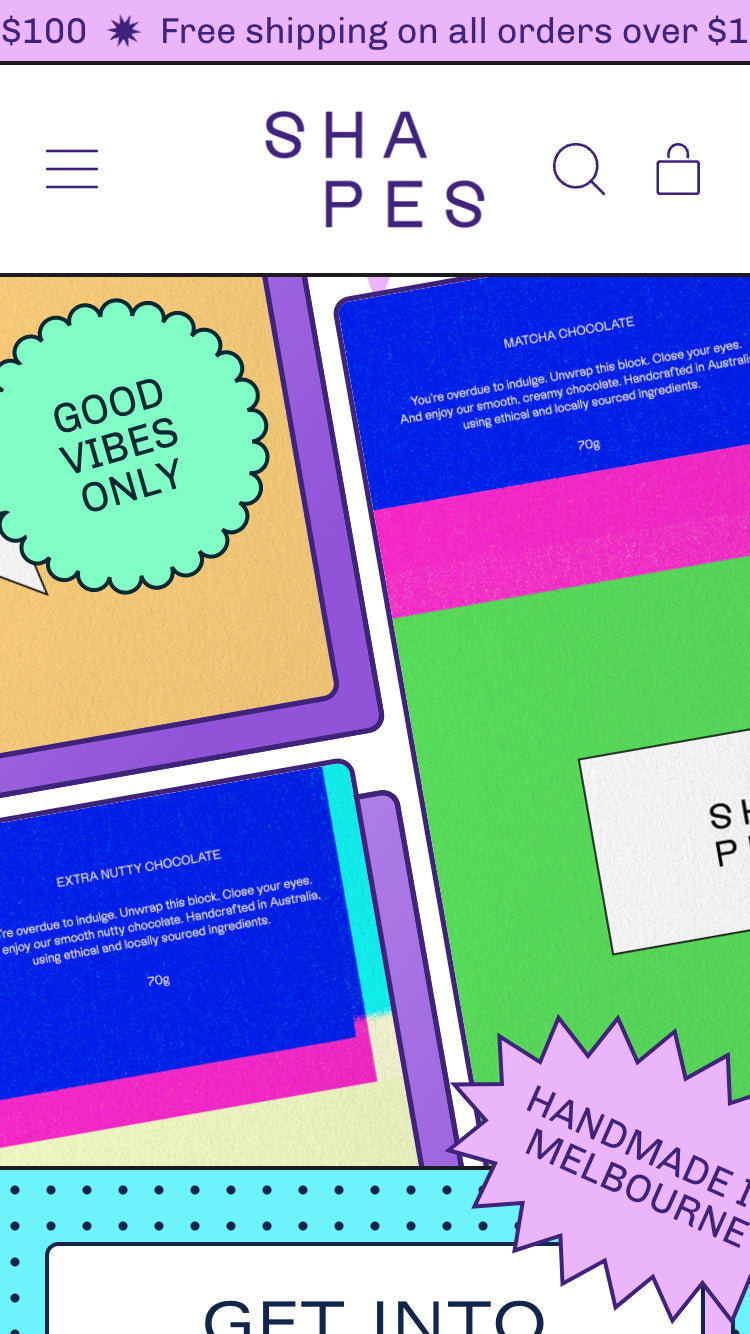 $100 ✷ Free shipping on all orders over $1
SHA
PES
GOOD
VIBES
ONLY
MATCHA CHOCOLATE
You're overdue to indulge. Unwrap this block. Close your eyes.
And enjoy our smooth, creamy chocolate. Handcrafted in Australi
using ethical and locally sourced ingredients.
70g
SH
P
EXTRA NUTTY CHOCOLATE
're overdue to indulge. Unwrap this block. Close your eyes.
enjoy our smooth nutty chocolate. Handcrafted in Australia,
using ethical and locally sourced ingredients.
70g
HANDMADE I
MELBOURNE
GET INTO